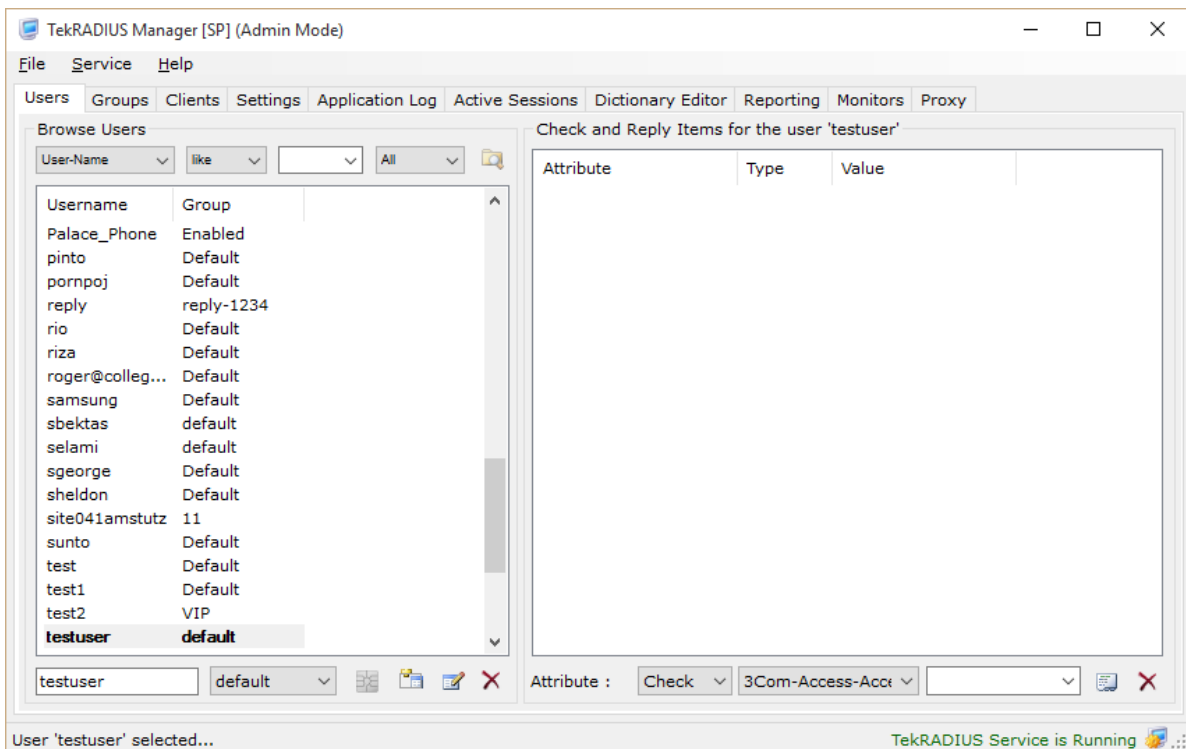 TekRADIUS Manager [SP] (Admin Mode)
File Service Help
Users Groups Clients Settings Application Log Active Sessions Dictionary Editor Reporting Monitors Proxy
Browse Users
User-Name like All
Username Group
Palace_Phone Enabled
pinto Default
pornpoj Default
reply reply-1234
rio Default
riza Default
roger@colleg... Default
samsung Default
sbektas default
selami default
sgeorge Default
sheldon Default
site041amstutz 11
sunto Default
test Default
test1 Default
test2 VIP
testuser default
testuser default
Check and Reply Items for the user 'testuser'
Attribute Type Value
Attribute : Check 3Com-Access-Acce
User 'testuser' selected...
TekRADIUS Service is Running